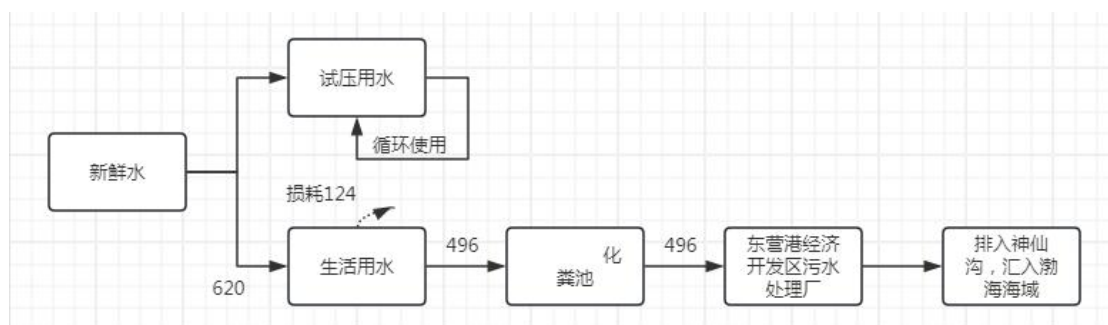 试压用水
循环使用
新鲜水
损耗124
生活用水
620
496
化
粪池
496
东营港经济
开发区污水
处理厂
排入神仙
沟，汇入渤
海海域